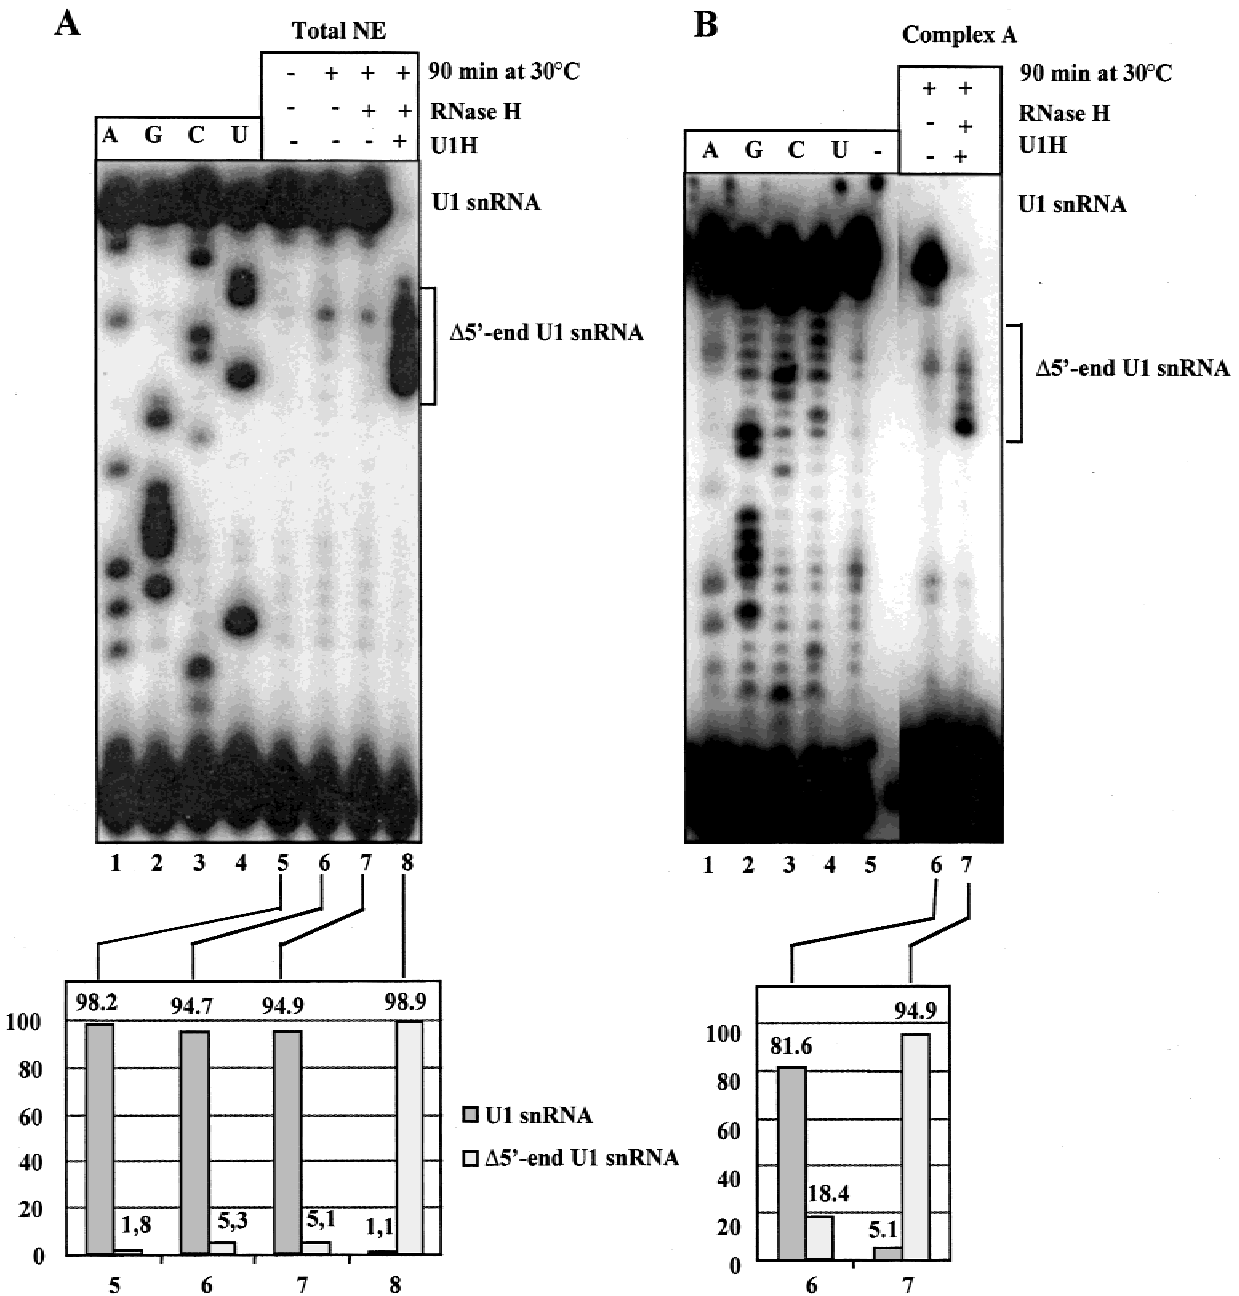 A
Total NE
- + + + 90 min at 30°C
- - + + RNase H
- - - + U1H
A G C U
U1 snRNA
Δ5'-end U1 snRNA
1 2 3 4 5 6 7 8
98.2 94.7 94.9 98.9
100
80
60
40
20
0
1,8 5,3 5,1 1,1
5 6 7 8
U1 snRNA
Δ5'-end U1 snRNA
B
Complex A
+ + 90 min at 30°C
- + RNase H
- + U1H
A G C U -
U1 snRNA
Δ5'-end U1 snRNA
1 2 3 4 5 6 7
94.9
81.6
100
80
60
40
20
0
18.4
5.1
6 7